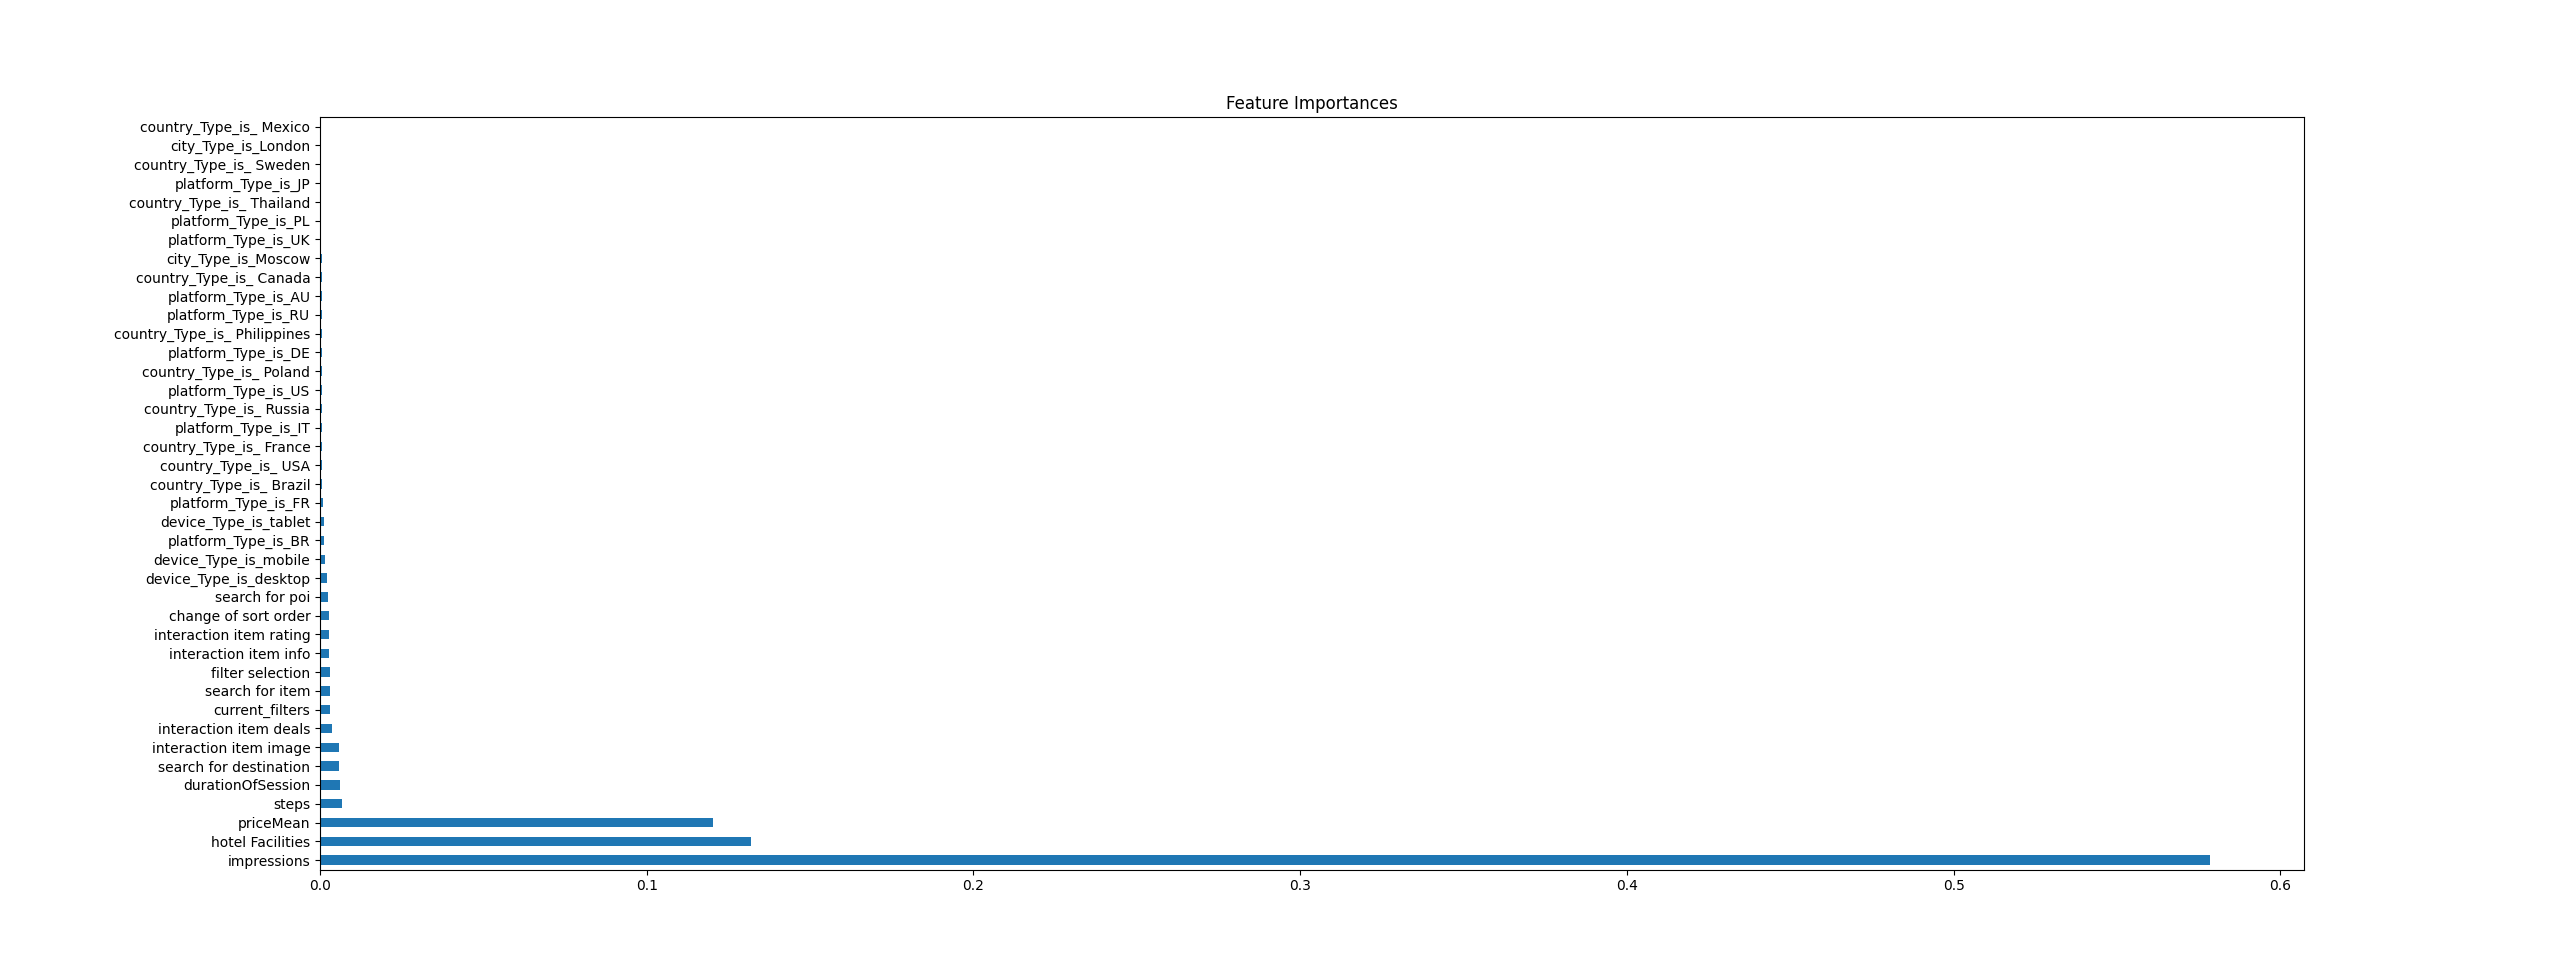 Feature Importances
country_Type_is_ Mexico
city_Type_is_London
country_Type_is_ Sweden
platform_Type_is_JP
country_Type_is_ Thailand
platform_Type_is_PL
platform_Type_is_UK
city_Type_is_Moscow
country_Type_is_ Canada
platform_Type_is_AU
platform_Type_is_RU
country_Type_is_ Philippines
platform_Type_is_DE
country_Type_is_ Poland
platform_Type_is_US
country_Type_is_ Russia
platform_Type_is_IT
country_Type_is_ France
country_Type_is_ USA
country_Type_is_ Brazil
platform_Type_is_FR
device_Type_is_tablet
platform_Type_is_BR
device_Type_is_mobile
device_Type_is_desktop
search for poi
change of sort order
interaction item rating
interaction item info
filter selection
search for item
current_filters
interaction item deals
interaction item image
search for destination
durationOfSession
steps
priceMean
hotel Facilities
impressions
0.0 0.1 0.2 0.3 0.4 0.5 0.6